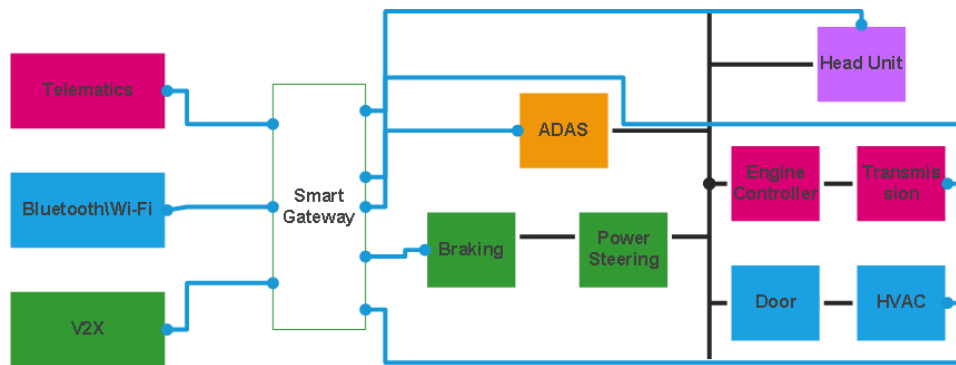 Telematics
Bluetooth\Wi-Fi
V2X
Smart
Gateway
ADAS
Braking
Power
Steering
Head Unit
Engine
Controller
Transmis
sion
Door
HVAC